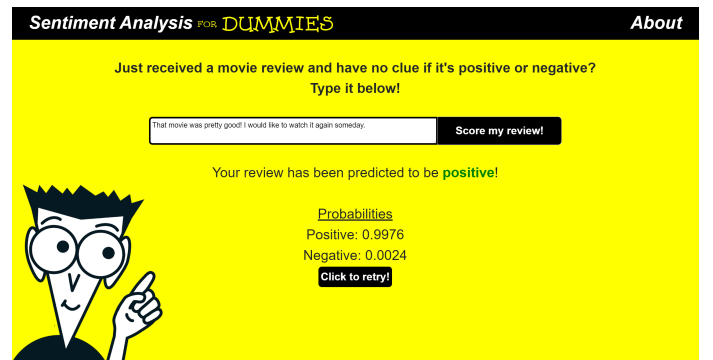 Sentiment Analysis FOR DUMMIES About
Just received a movie review and have no clue if it's positive or negative?
Type it below!
That movie was pretty good! I would like to watch it again someday. Score my review!
Your review has been predicted to be positive!
Probabilities
Positive: 0.9976
Negative: 0.0024
Click to retry!